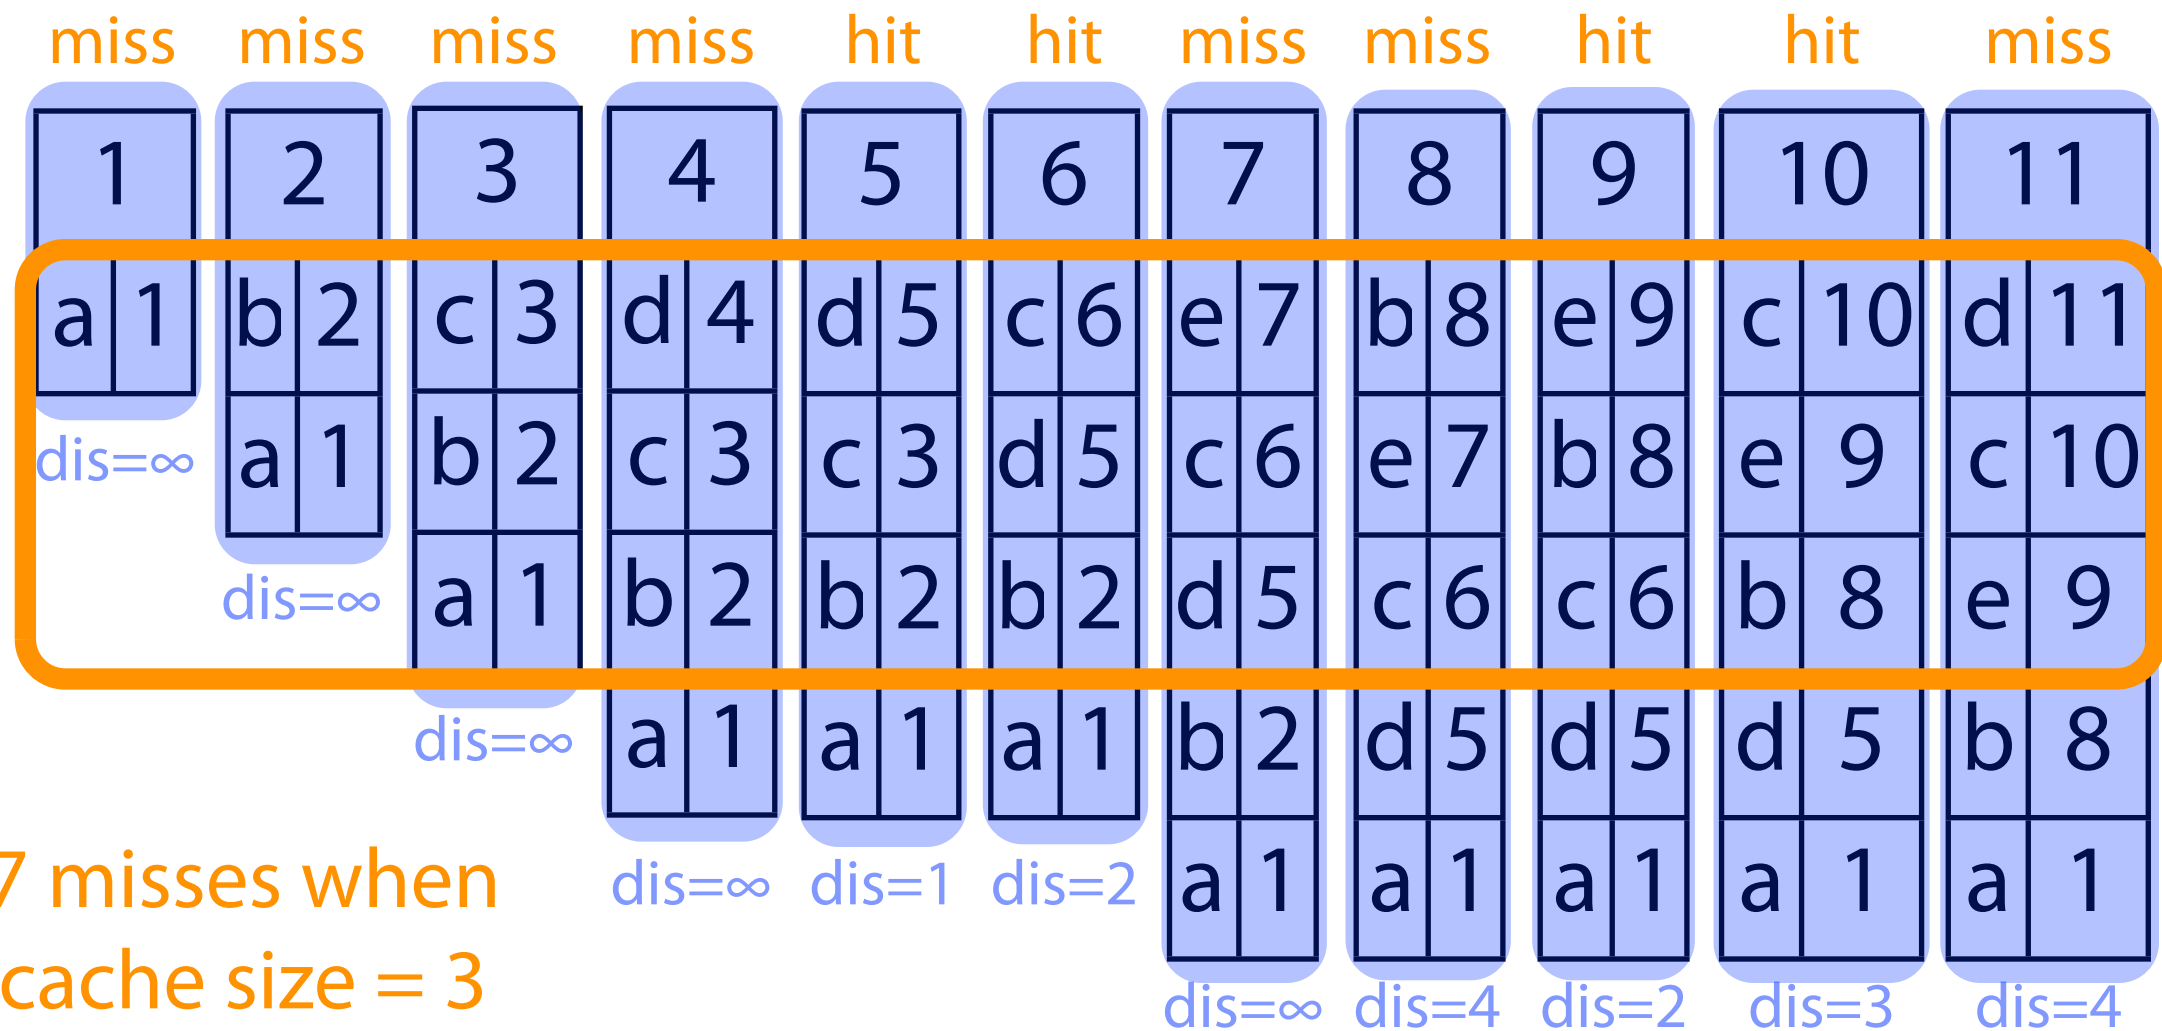 miss miss miss miss hit hit miss miss hit hit miss
1 2 3 4 5 6 7 8 9 10 11
a 1 b 2 c 3 d 4 d 5 c 6 e 7 b 8 e 9 c 10 d 11
dis=∞ a 1 b 2 c 3 c 3 d 5 c 6 e 7 b 8 e 9 c 10
dis=∞ a 1 b 2 b 2 b 2 d 5 c 6 c 6 b 8 e 9
dis=∞ a 1 a 1 a 1 b 2 d 5 d 5 d 5 b 8
7 misses when dis=∞ dis=1 dis=2 a 1 a 1 a 1 a 1 a 1
cache size = 3 dis=∞ dis=4 dis=2 dis=3 dis=4